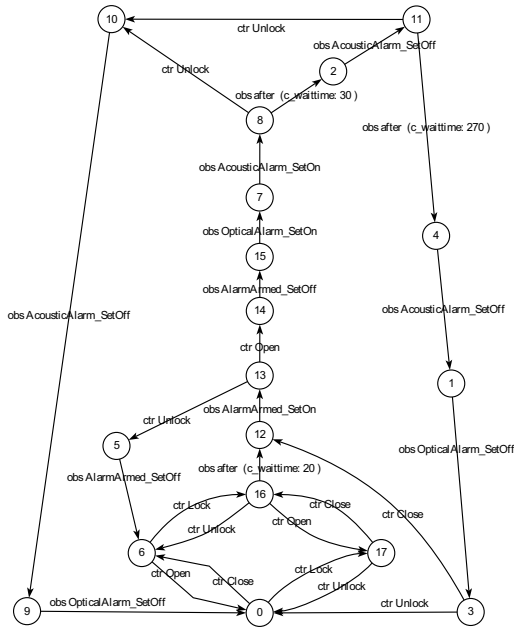 10
11
ctr Unlock
obs AcousticAlarm_SetOff
2
ctr Unlock
obs after (c_waittime: 30 )
8
obs after (c_waittime: 270 )
obs AcousticAlarm_SetOn
7
obs OpticalAlarm_SetOn
4
15
obs AlarmArmed_SetOff
14
obs AcousticAlarm_SetOff
obs AcousticAlarm_SetOff
ctr Open
13
1
obs AlarmArmed_SetOn
ctr Unlock
12
5
obs OpticalAlarm_SetOff
obs after (c_waittime: 20 )
obs AlarmArmed_SetOff
16
ctr Lock
ctr Close
ctr Close
ctr Open
ctr Unlock
6
17
ctr Open
ctr Lock
ctr Close
ctr Unlock
obs OpticalAlarm_SetOff
ctr Unlock
9
0
3